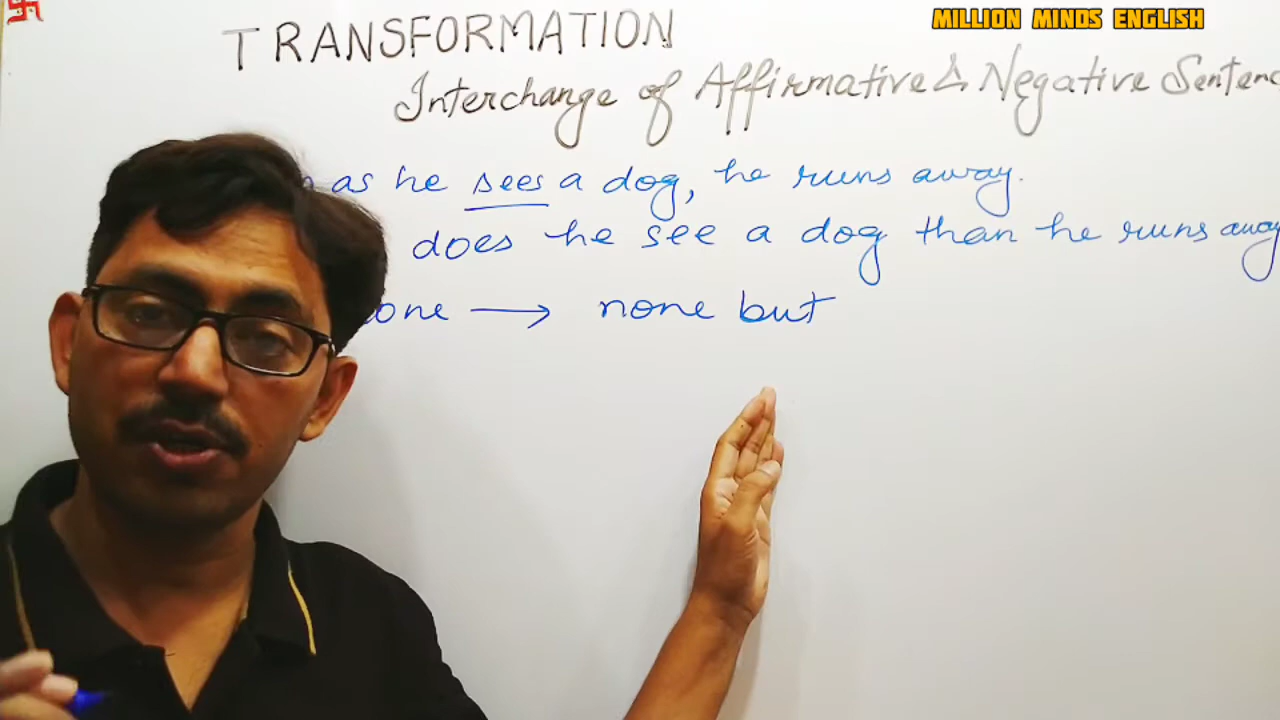 MILLION MINDS ENGLISH
TRANSFORMATION
Interchange of Affirmative & Negative Sentenc
as he sees a dog, he runs away.
does he see a dog than he runs away
one → none but